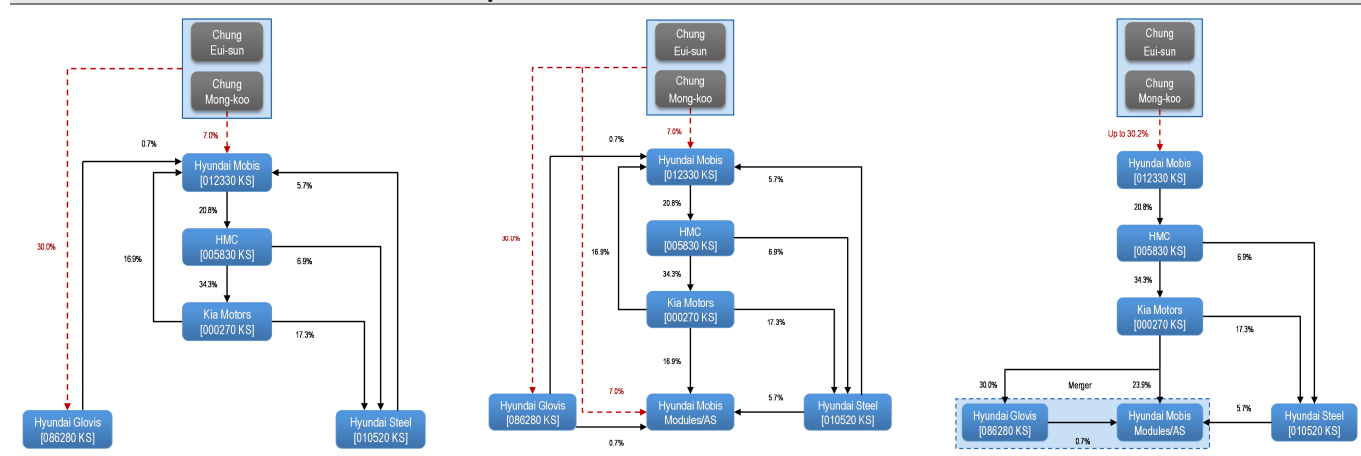 Chung
Eui-sun
Chung
Mong-koo
7.0%
0.7%
Hyundai Mobis
[012330 KS]
5.7%
20.8%
30.0%
16.9%
HMC
[005830 KS]
6.9%
34.3%
Kia Motors
[000270 KS]
17.3%
Hyundai Glovis
[086280 KS]
Hyundai Steel
[010520 KS]
Chung
Eui-sun
Chung
Mong-koo
7.0%
0.7%
Hyundai Mobis
[012330 KS]
5.7%
20.8%
30.0%
16.9%
HMC
[005830 KS]
6.9%
34.3%
Kia Motors
[000270 KS]
17.3%
16.9%
7.0%
Hyundai Glovis
[086280 KS]
Hyundai Mobis
Modules/AS
5.7%
Hyundai Steel
[010520 KS]
0.7%
Chung
Eui-sun
Chung
Mong-koo
Up to 30.2%
Hyundai Mobis
[012330 KS]
20.8%
HMC
[005830 KS]
6.9%
34.3%
Kia Motors
[000270 KS]
17.3%
30.0%
Merger
23.9%
Hyundai Glovis
[086280 KS]
0.7%
Hyundai Mobis
Modules/AS
5.7%
Hyundai Steel
[010520 KS]